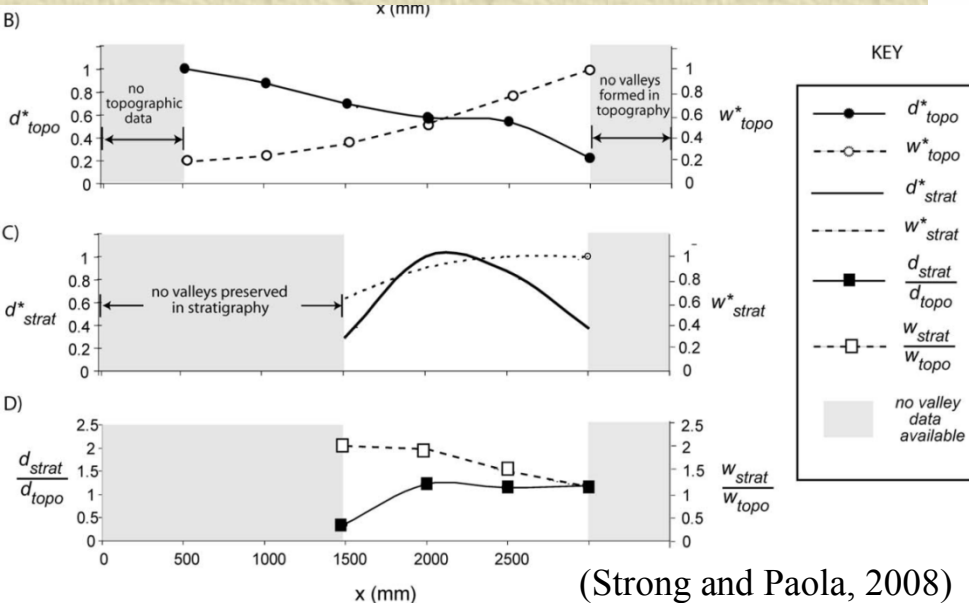 x (mm)
B)
KEY
1
0.8
0.6
0.4
0.2
0
d*topo
no
topographic
data
no valleys
formed in
topography
1
0.8
0.6
0.4
0.2
0
w*topo
C)
1
0.8
0.6
0.4
0.2
0
d*strat
no valleys preserved
in stratigraphy
1
0.8
0.6
0.4
0.2
0
w*strat
D)
2.5
2
1.5
1
0.5
0
dstrat
dtopo
2.5
2
1.5
1
0.5
0
wstrat
wtopo
0 500 1000 1500 2000 2500
x (mm)
d*topo
w*topo
d*strat
w*strat
dstrat
dtopo
wstrat
wtopo
no valley
data
available
(Strong and Paola, 2008)